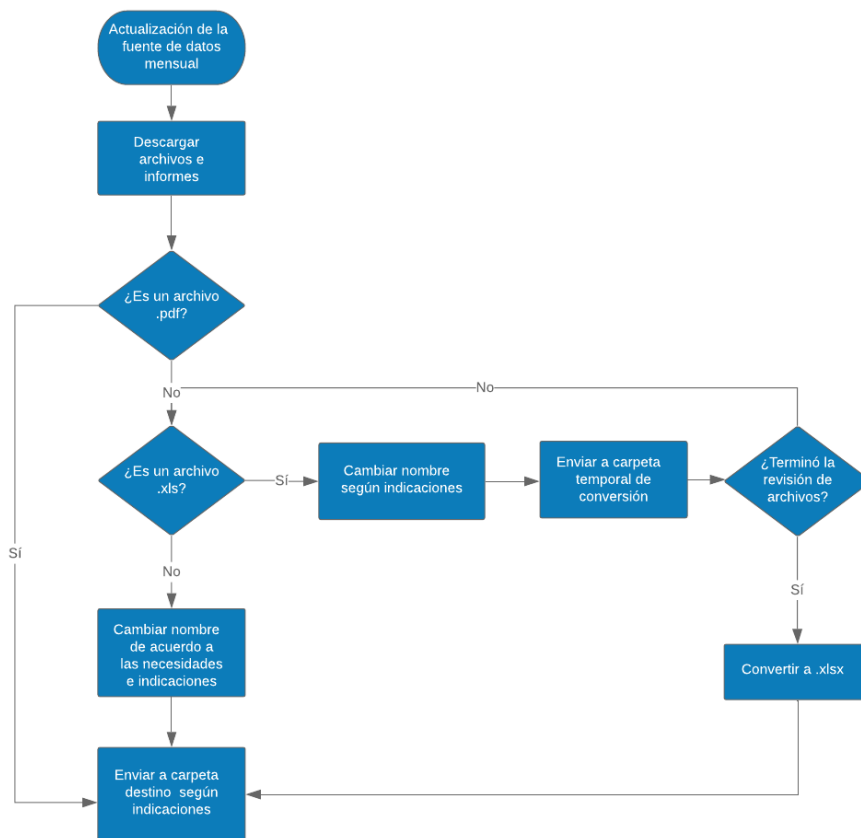 Actualización de la
fuente de datos
mensual
Descargar
archivos e
informes
¿Es un archivo
.pdf?
No
No
¿Es un archivo
.xls?
Sí
Cambiar nombre
según indicaciones
Enviar a carpeta
temporal de
conversión
¿Terminó la
revisión de
archivos?
Sí
No
Sí
Cambiar nombre
de acuerdo a
las necesidades
e indicaciones
Convertir a .xlsx
Enviar a carpeta
destino según
indicaciones